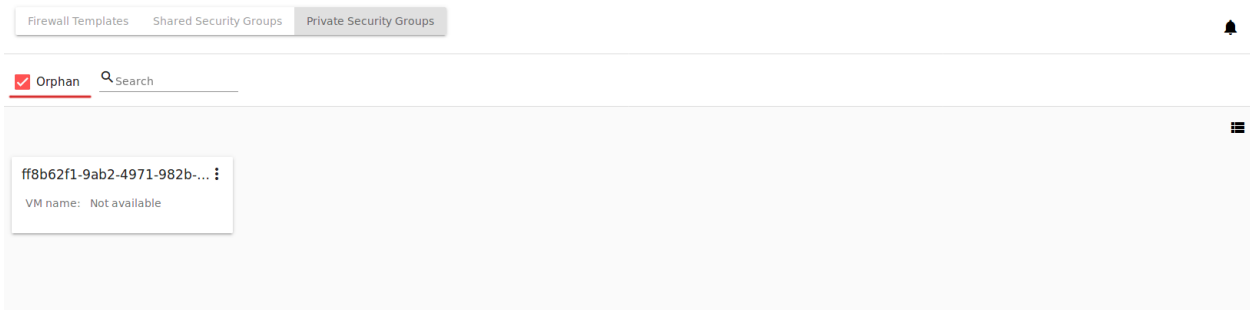 Firewall Templates Shared Security Groups Private Security Groups
Orphan Search
ff8b62f1-9ab2-4971-982b-...
VM name: Not available